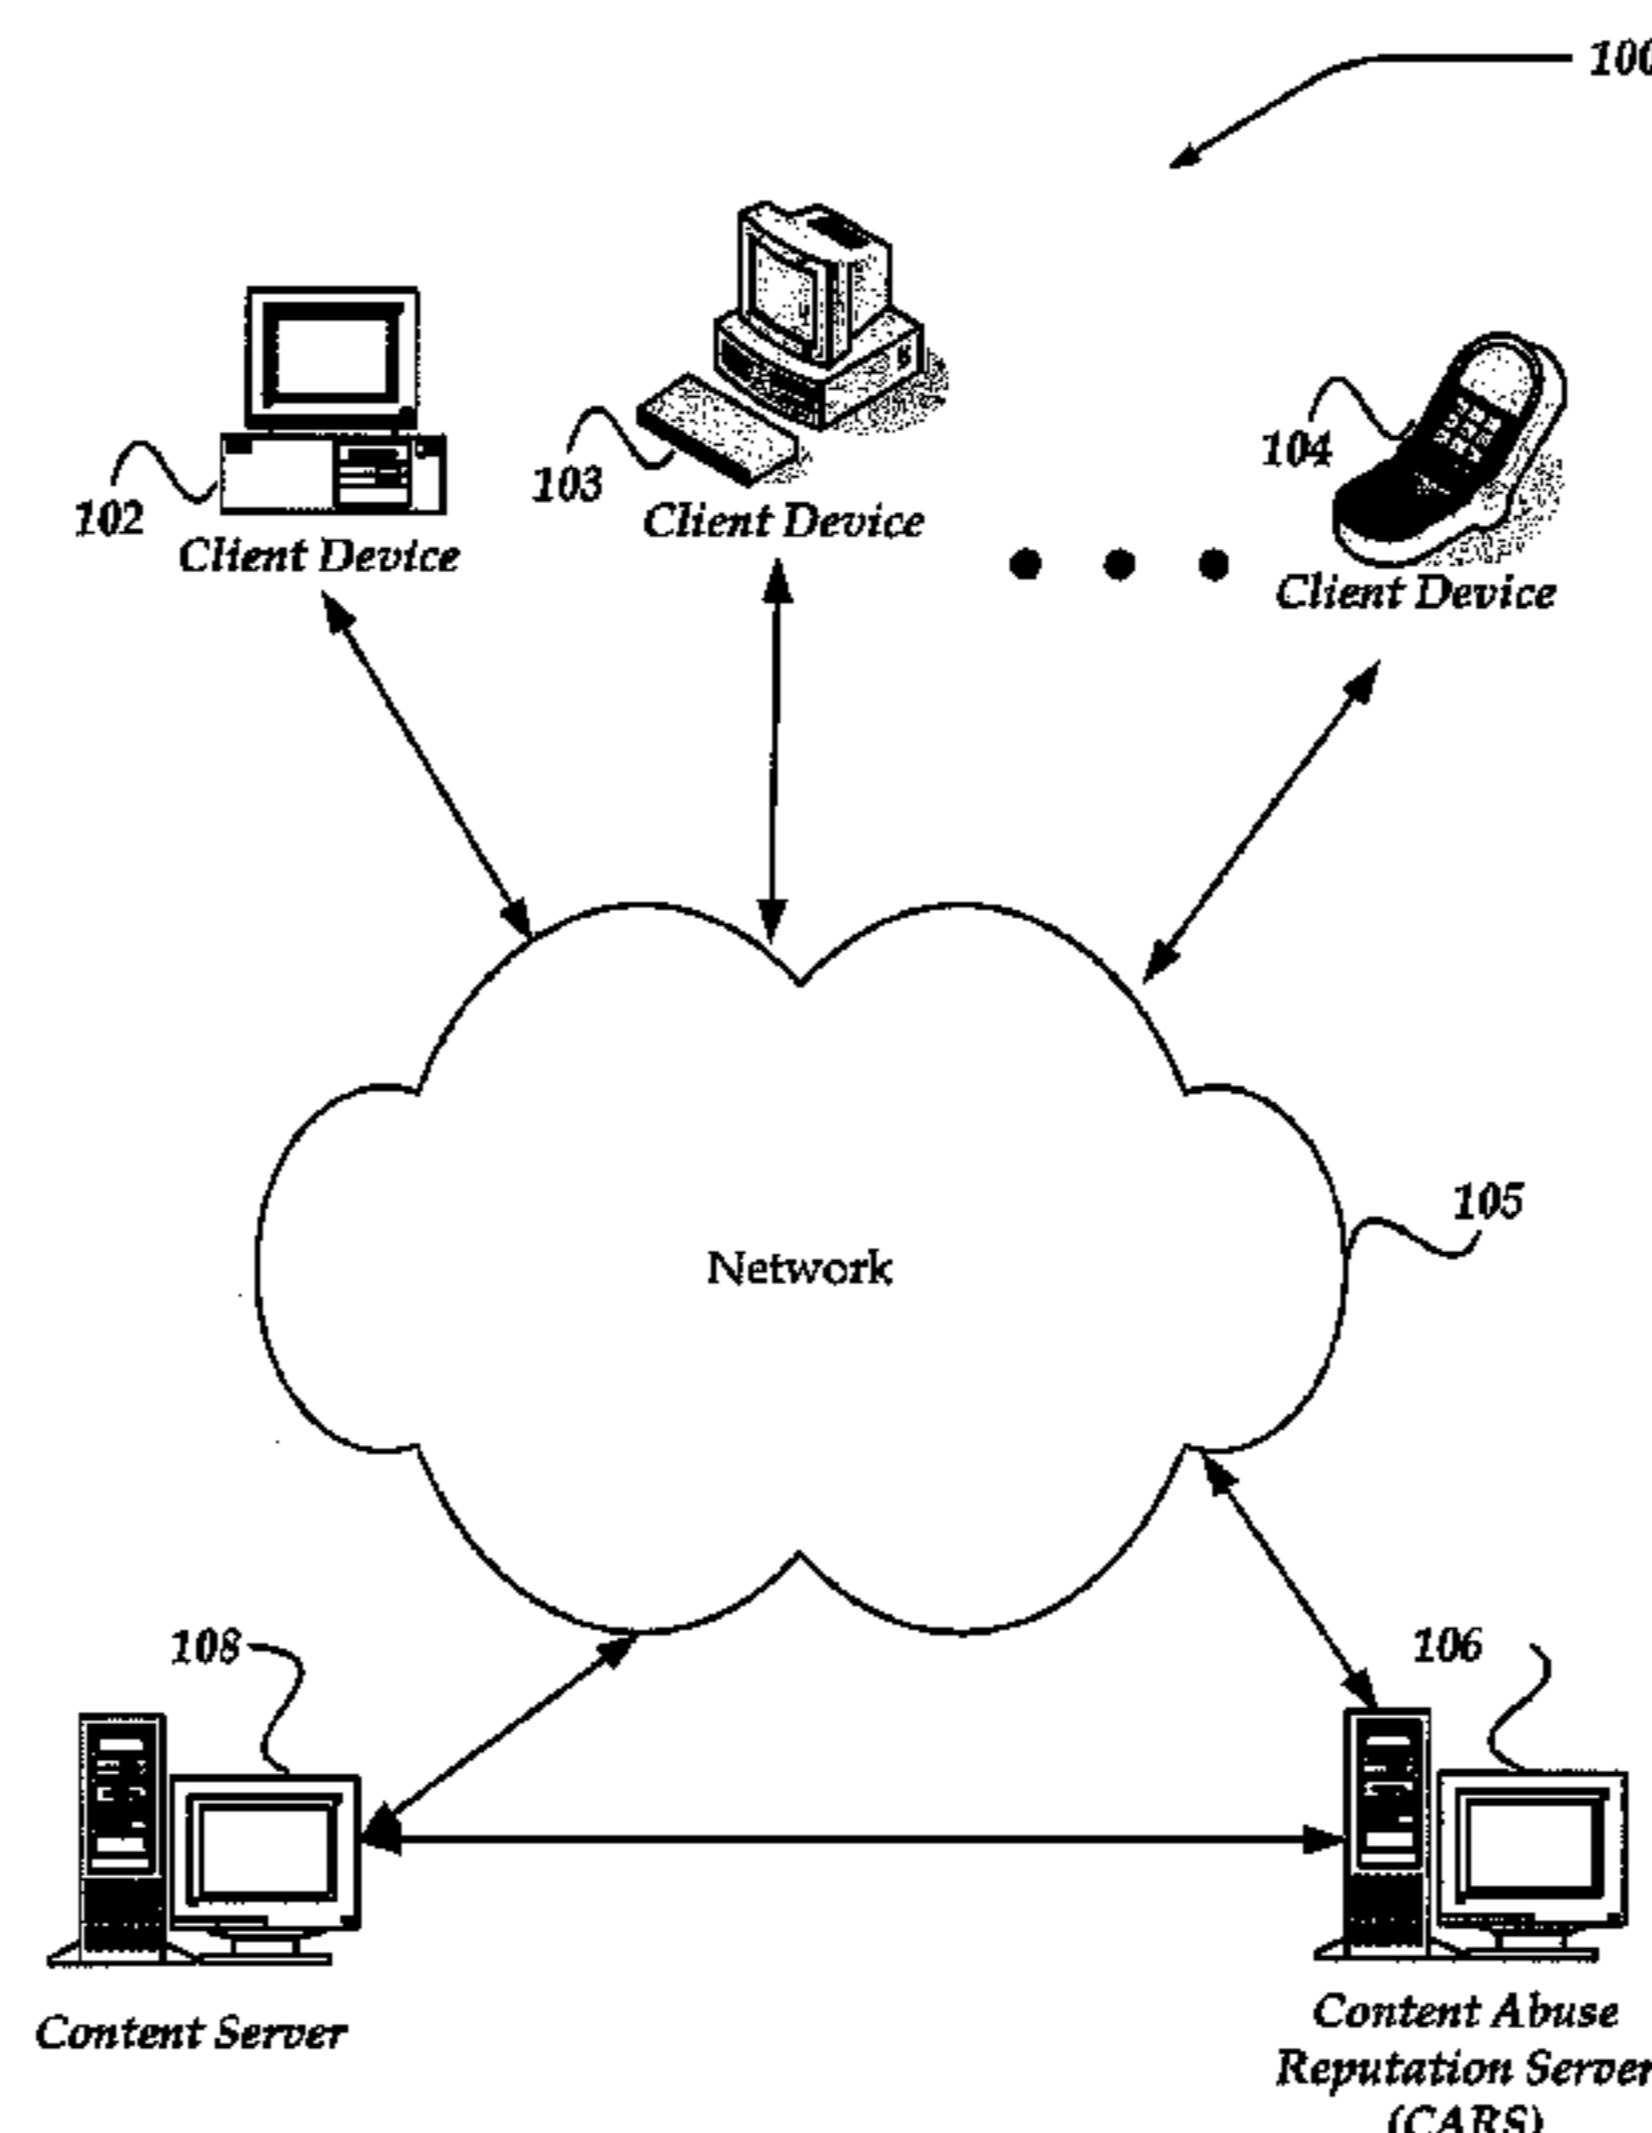 100
102
Client Device
103
Client Device
104
Client Device
105
Network
108
106
Content Server
Content Abuse
Reputation Server
(CARS)